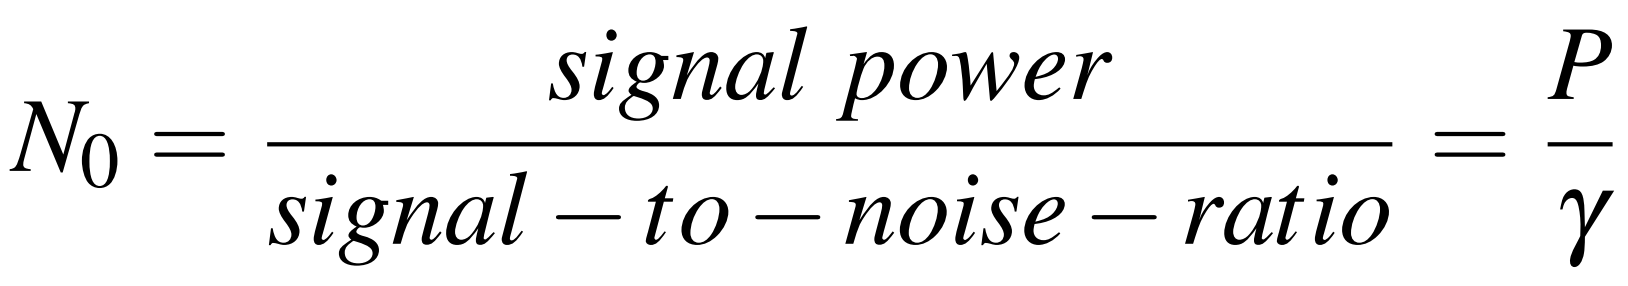 N₀ = signal power / signal − to − noise − ratio = P / γ